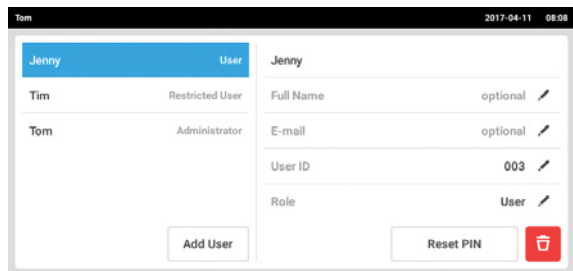 Tom 2017-04-11 08:08
Jenny User
Tim Restricted User
Tom Administrator
Add User
Jenny
Full Name optional
E-mail optional
User ID 003
Role User
Reset PIN